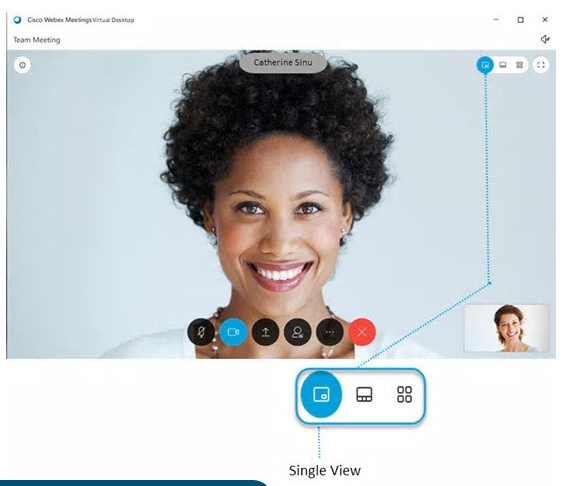 Cisco Webex Meetings Virtual Desktop
Team Meeting
Catherine Sinu
Single View